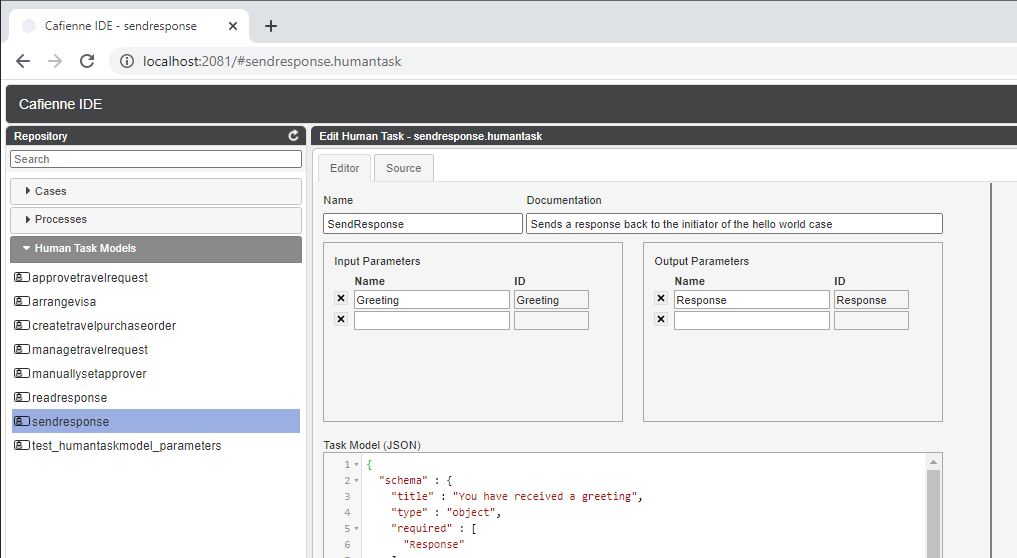 Cafienne IDE - sendresponse
localhost:2081/#sendresponse.humantask
Cafienne IDE
Repository
Search
Cases
Processes
Human Task Models
approvetravelrequest
arrangevisa
createtravelpurchaseorder
managetravelrequest
manuallysetapprover
readresponse
sendresponse
test_humantaskmodel_parameters
Edit Human Task - sendresponse.humantask
Editor Source
Name Documentation
SendResponse Sends a response back to the initiator of the hello world case
Input Parameters
Name ID
Greeting Greeting
Output Parameters
Name ID
Response Response
Task Model (JSON)
1 {
2 "schema" : {
3 "title" : "You have received a greeting",
4 "type" : "object",
5 "required" : [
6 "Response"